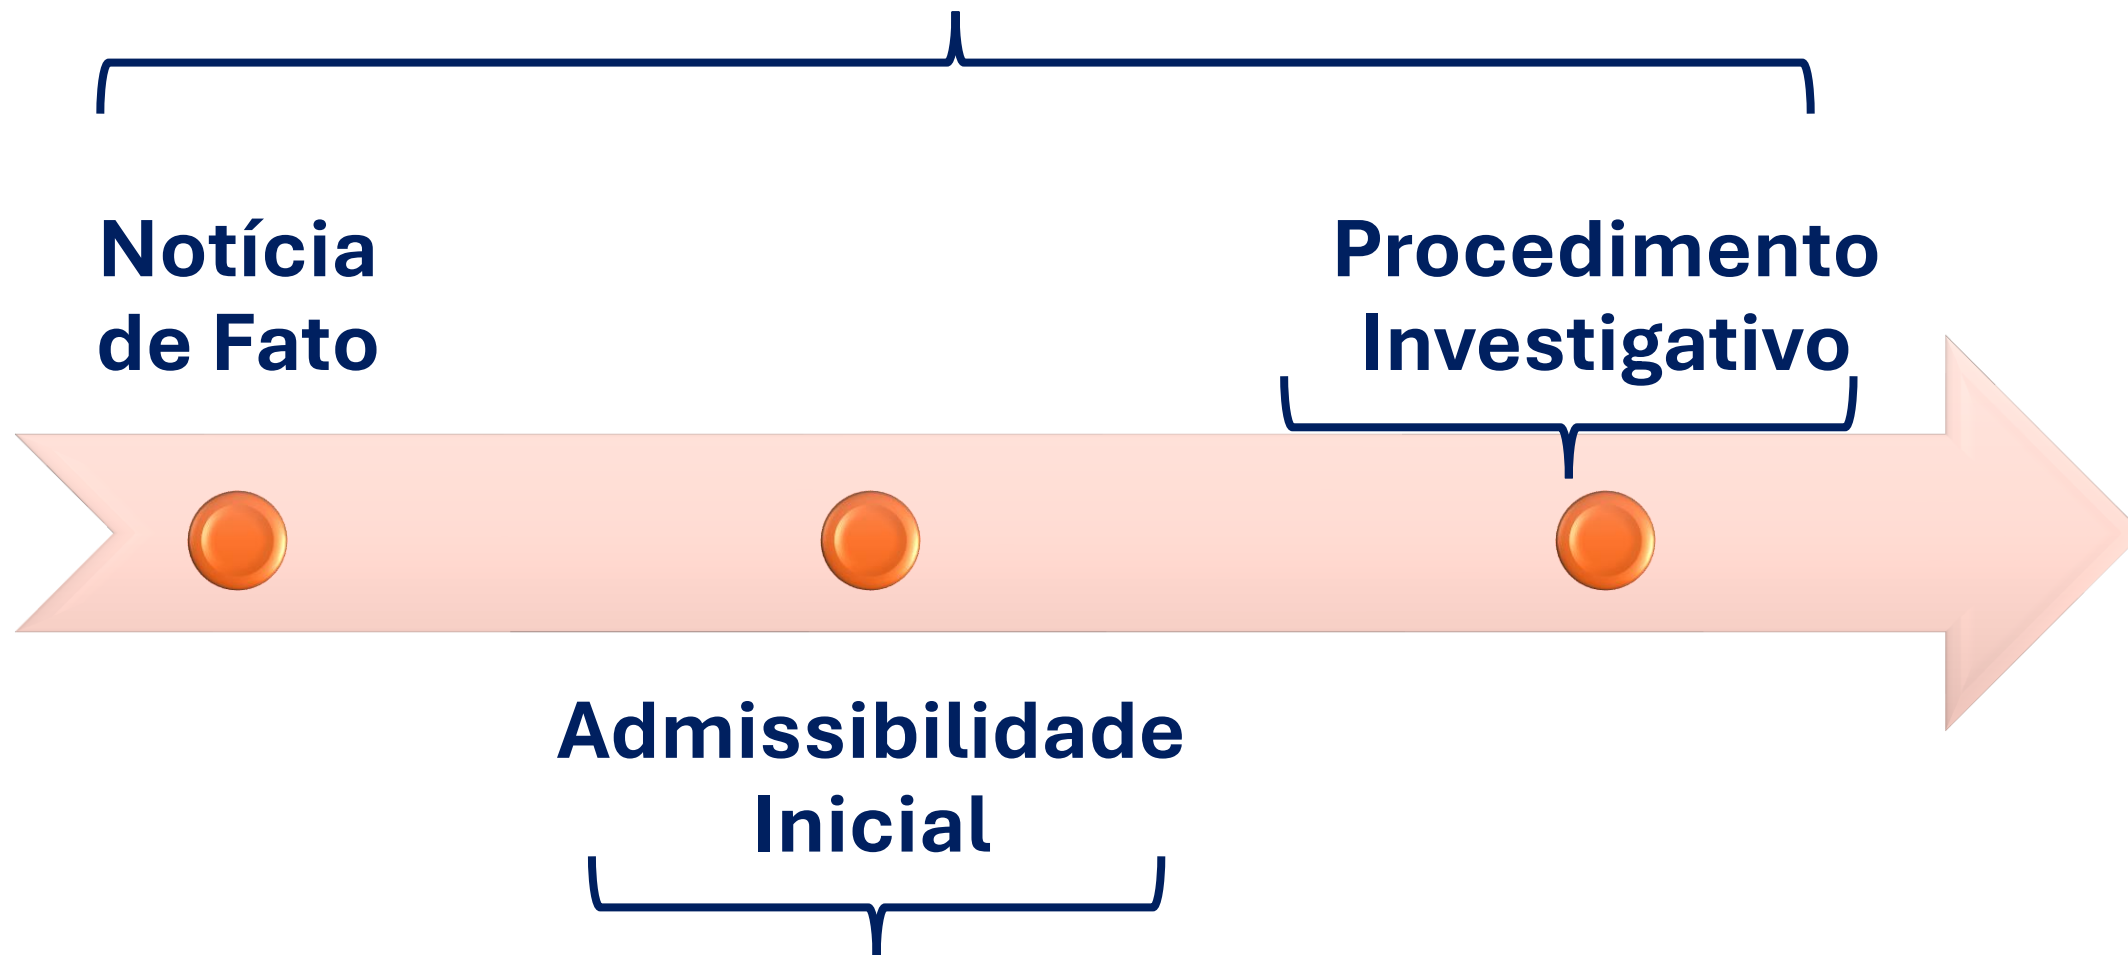 Notícia
de Fato
Procedimento
Investigativo
Admissibilidade
Inicial